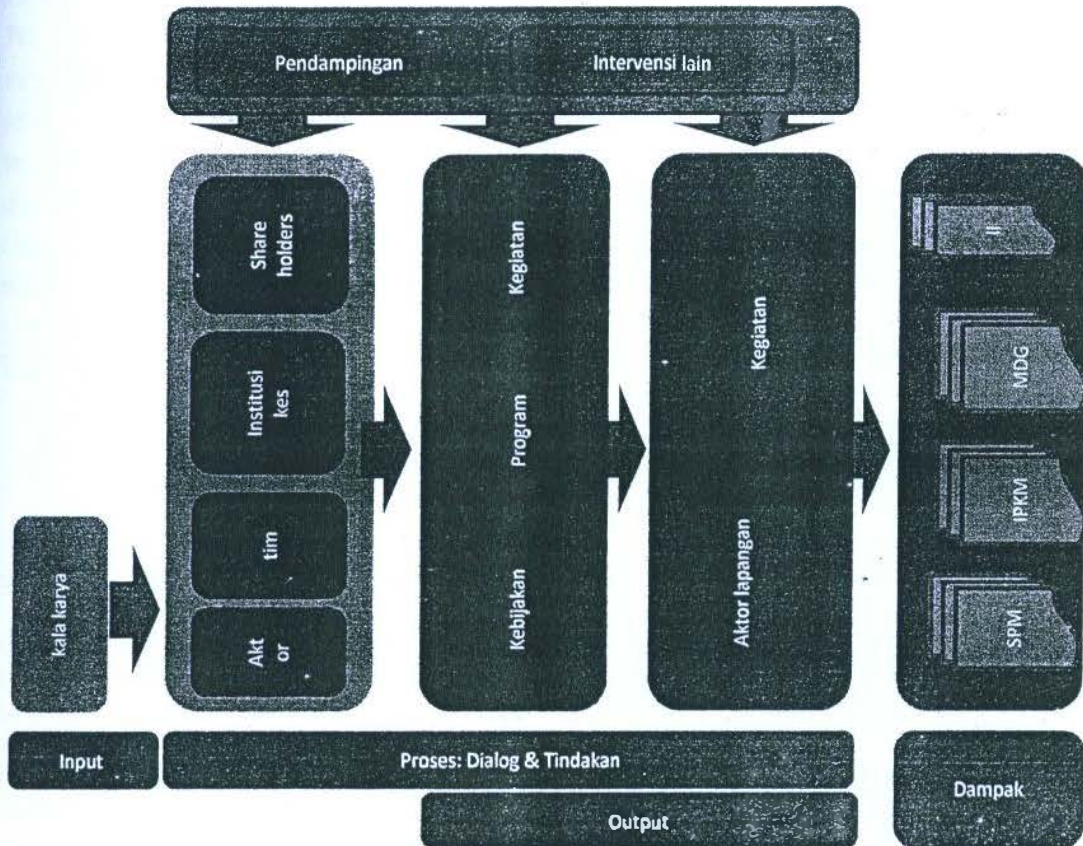 Pendampingan
Intervensi lain
kala karya
Akt
or
tim
Institusi
kes
Share
holders
Kebijakan
Program
Kegiatan
Aktor lapangan
Kegiatan
SPM
IPKM
MDG
Input
Proses: Dialog & Tindakan
Output
Dampak